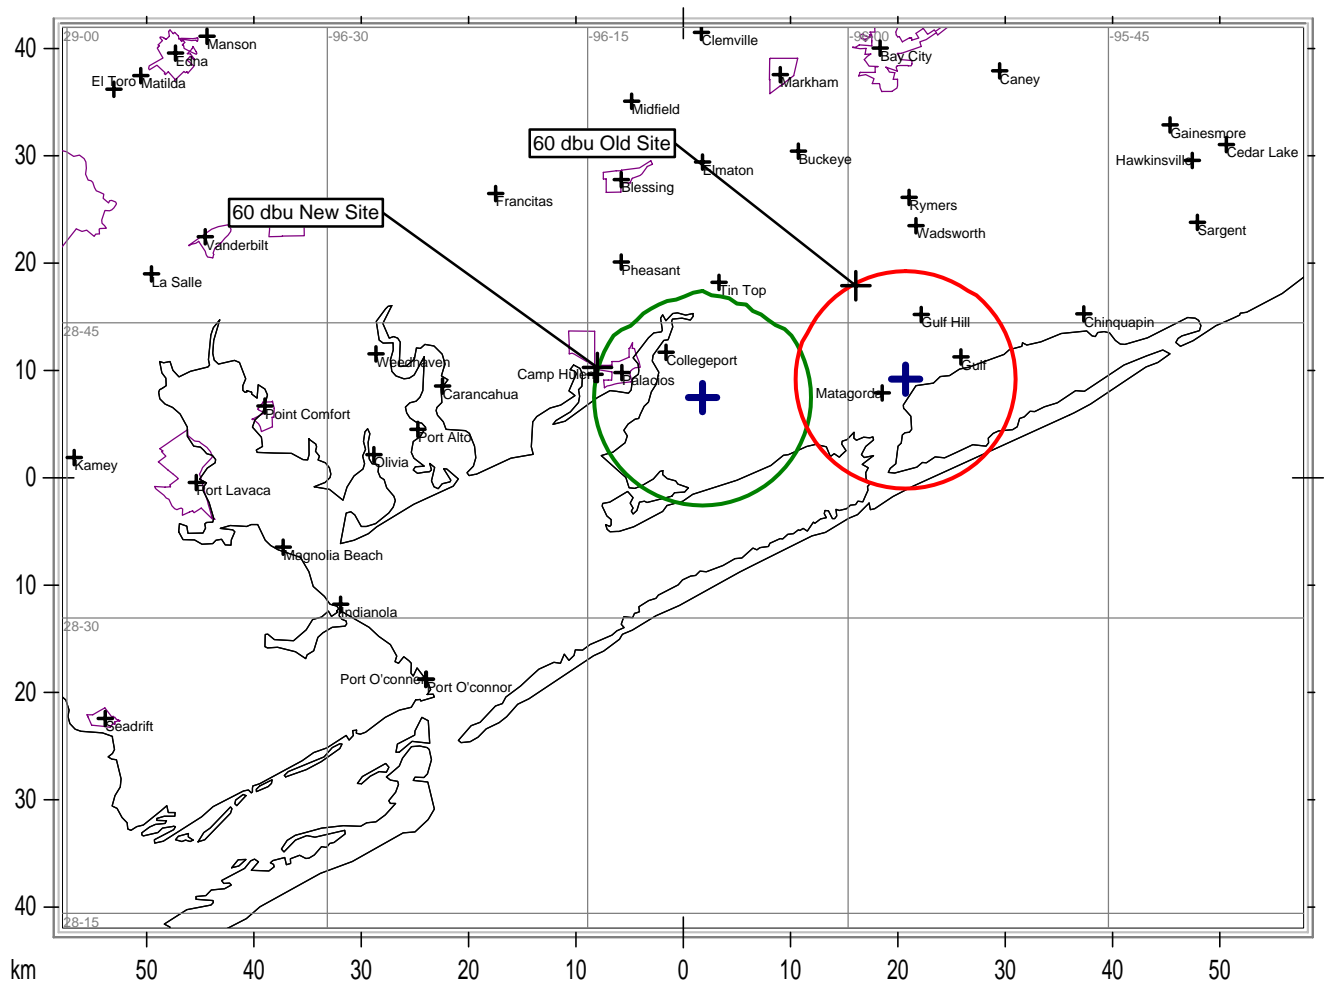 40
30
20
10
0
10
20
30
40
km
50
40
30
20
10
0
10
20
30
40
50
29-00
-96-30
-96-15
-96-00
-95-45
28-45
28-30
28-15
Manson
Edna
El Toro
Matilda
Clemville
Bay City
Markham
Caney
Midfield
60 dbu Old Site
Gainesmore
Cedar Lake
Hawkinsville
Buckeye
Elmaton
Blessing
Francitas
60 dbu New Site
Rymers
Wadsworth
Sargent
Vanderbilt
La Salle
Pheasant
Tin Top
Gulf Hill
Chinquapin
Weedhaven
Collegeport
Gulf
Camp Hulen
Palacios
Carancahua
Matagorda
Point Comfort
Port Alto
Olivia
Kamey
Port Lavaca
Magnolia Beach
Indianola
Port O'conner
Port O'connor
Seadrift